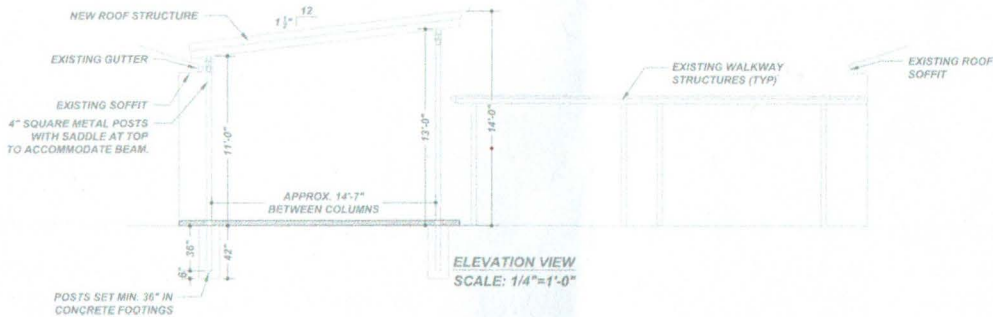 NEW ROOF STRUCTURE
1 1/2"
12
EXISTING GUTTER
EXISTING SOFFIT
4" SQUARE METAL POSTS
WITH SADDLE AT TOP
TO ACCOMMODATE BEAM.
11'-0"
13'-0"
14'-0"
EXISTING WALKWAY
STRUCTURES (TYP)
EXISTING ROOF
SOFFIT
APPROX. 14'-7"
BETWEEN COLUMNS
36"
6"
42"
POSTS SET MIN. 36" IN
CONCRETE FOOTINGS
ELEVATION VIEW
SCALE: 1/4"=1'-0"